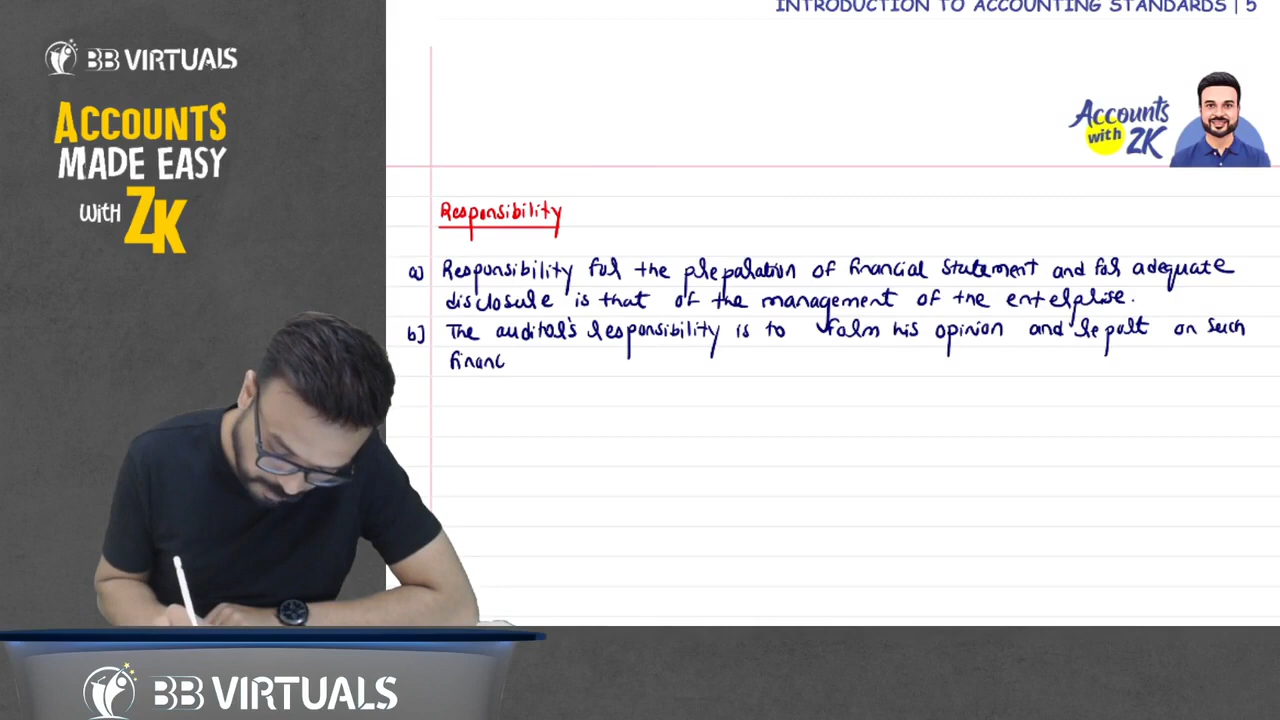 INTRODUCTION TO ACCOUNTING STANDARDS | 5
BB VIRTUALS
ACCOUNTS
MADE EASY
WITH ZK
Accounts
with ZK
Responsibility
a) Responsibility for the preparation of financial statement and for adequate
disclosure is that of the management of the enterprise.
b) The auditor's responsibility is to form his opinion and report on such
financ
BB VIRTUALS